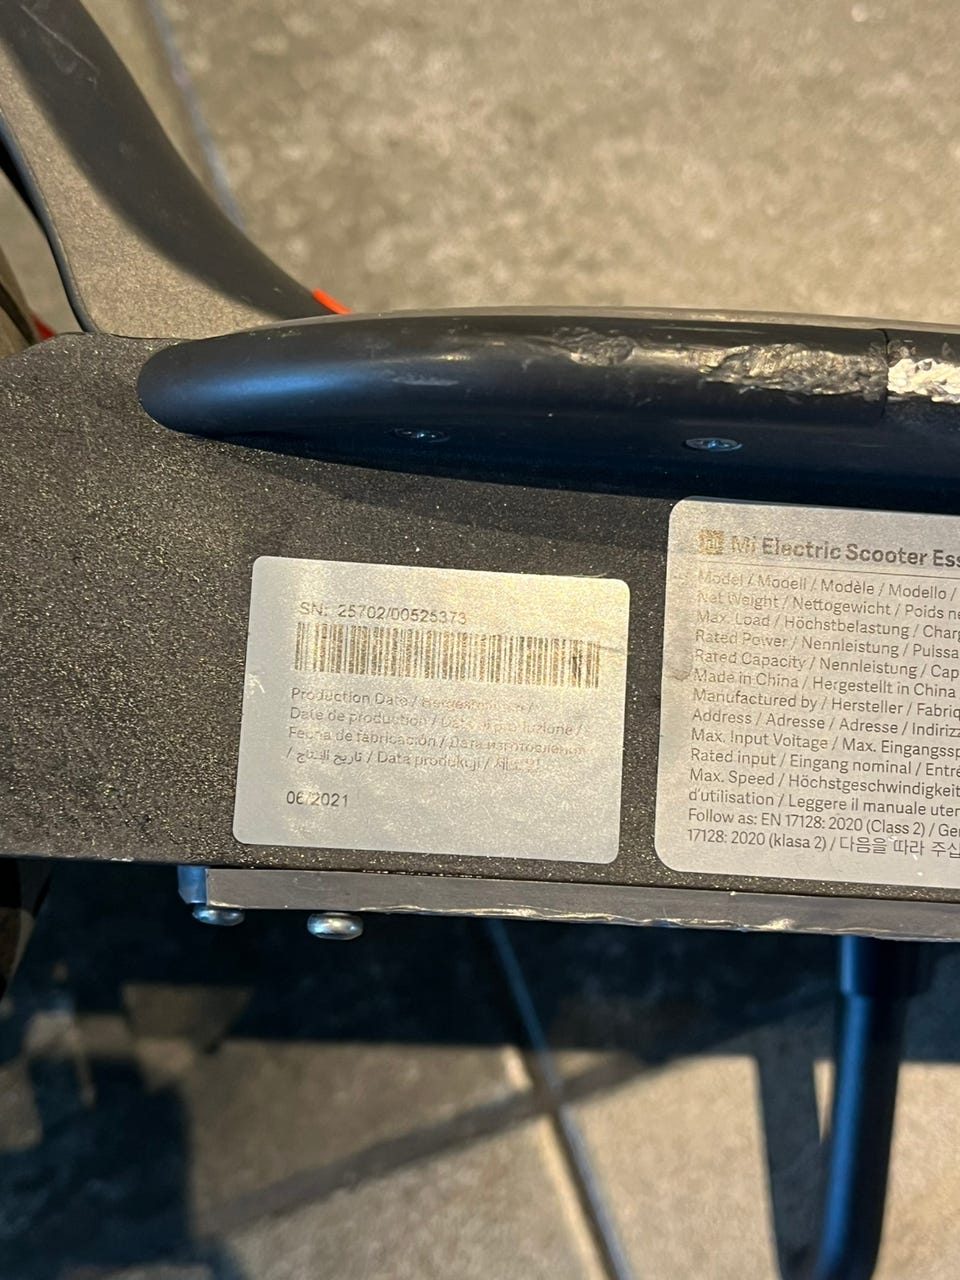 SN: 25702/00525373
Production Date /
Date de production /
Fecha de fabricación / Дата изготовления
/ تاريخ الإنتاج / Data produkcji /
06/2021
Mi Electric Scooter Ess
Model / Modell / Modèle / Modello /
Net Weight / Nettogewicht / Poids ne
Max. Load / Höchstbelastung / Charg
Rated Power / Nennleistung / Puissa
Rated Capacity / Nennleistung / Cap
Made in China / Hergestellt in China
Manufactured by / Hersteller / Fabriq
Address / Adresse / Adresse / Indirizz
Max. Input Voltage / Max. Eingangssp
Rated input / Eingang nominal / Entré
Max. Speed / Höchstgeschwindigkeit
d'utilisation / Leggere il manuale uten
Follow as: EN 17128: 2020 (Class 2) / Ge
17128: 2020 (klasa 2) / 다음을 따라 주십